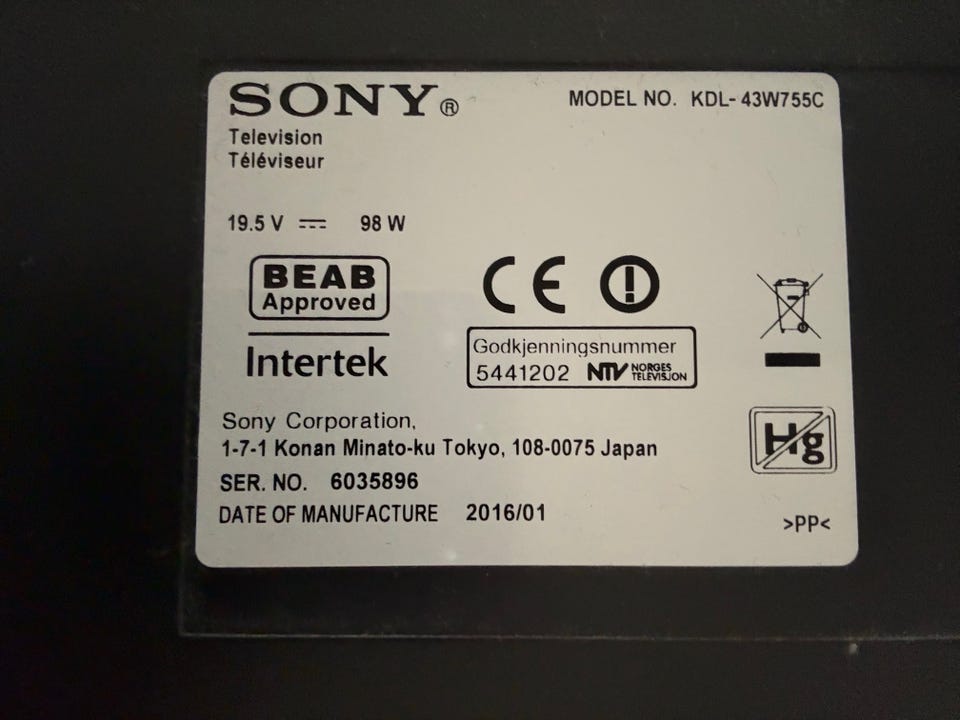 SONY®
MODEL NO. KDL- 43W755C
Television
Téléviseur
19.5 V 98 W
BEAB
Approved
Intertek
CE
Godkjenningsnummer
5441202 NTV NORGES
TELEVISJON
Hg
Sony Corporation,
1-7-1 Konan Minato-ku Tokyo, 108-0075 Japan
SER. NO. 6035896
DATE OF MANUFACTURE 2016/01
>PP<